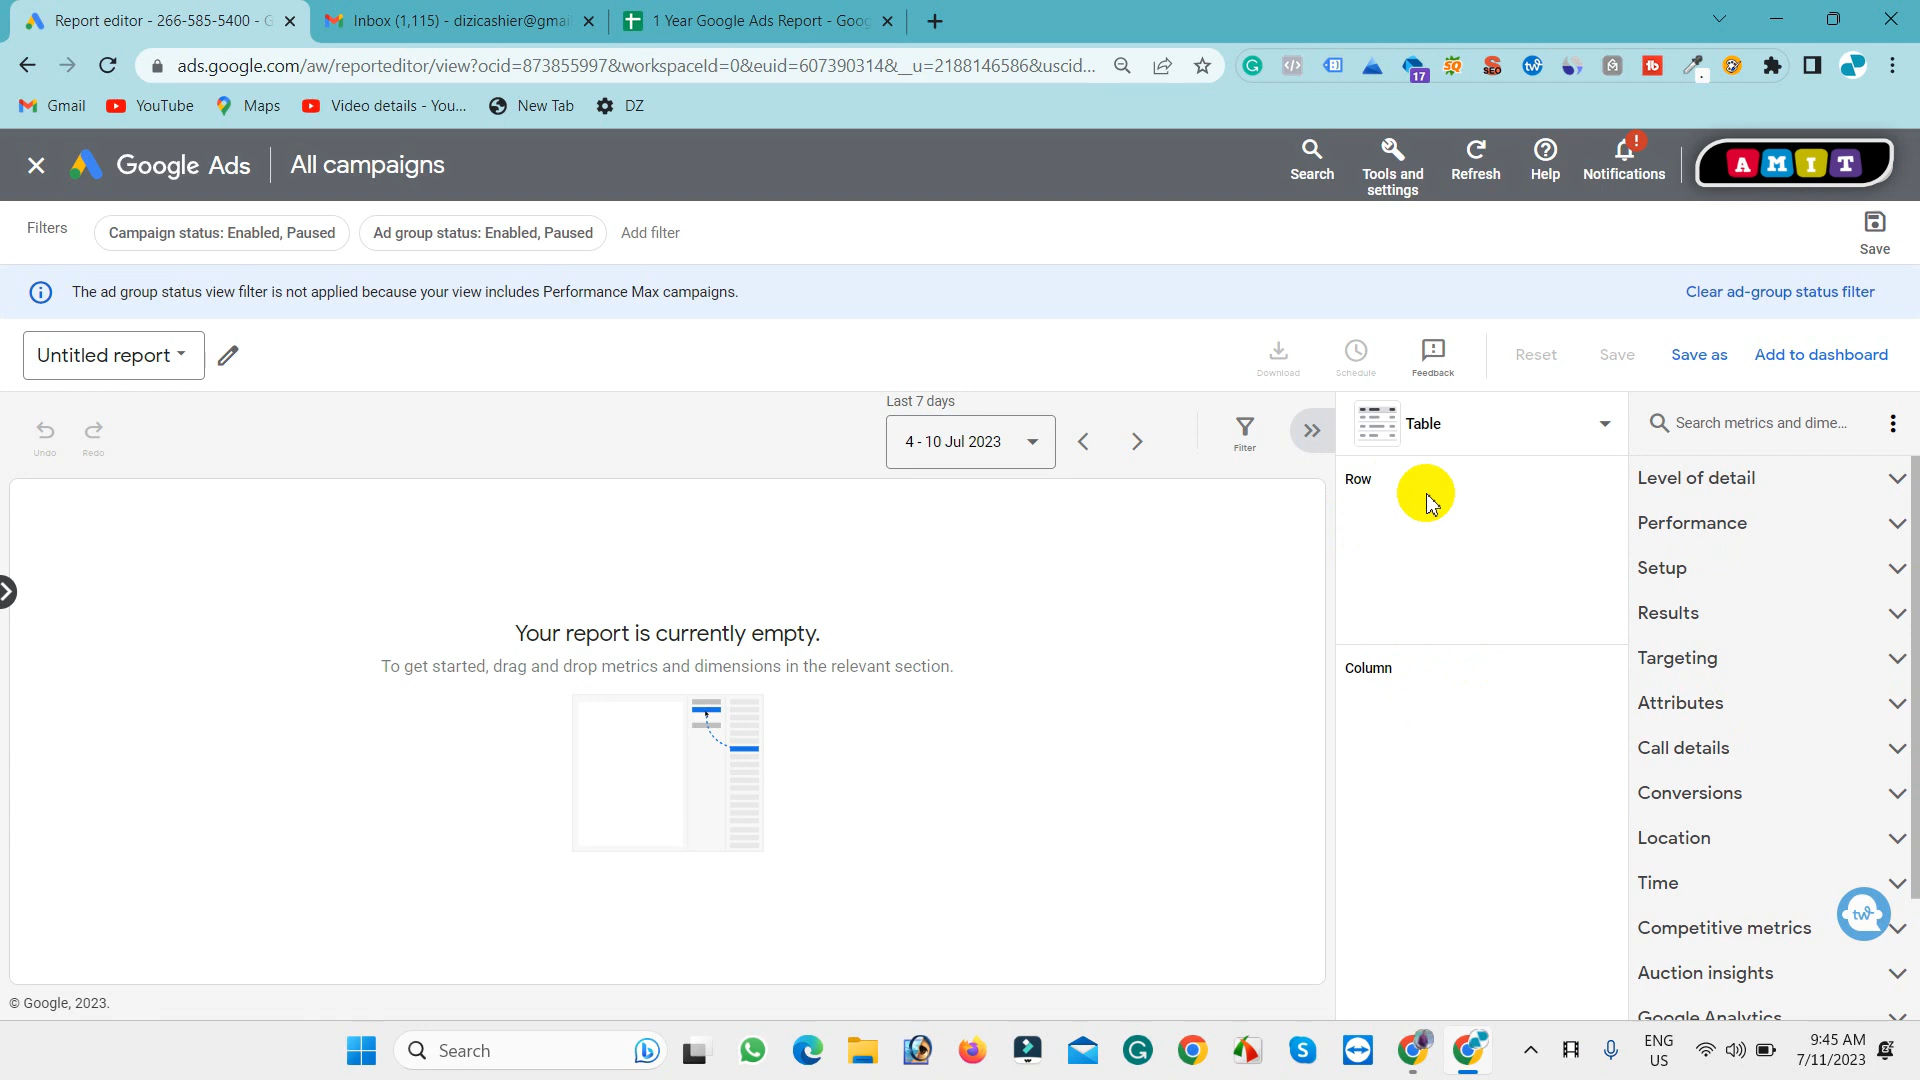 Report editor - 266-585-5400 - G
Inbox (1,115) - dizicashier@gmai
1 Year Google Ads Report - Goog
ads.google.com/aw/reporteditor/view?ocid=873855997&workspaceId=0&euid=607390314&__u=2188146586&uscid...
17
Gmail
YouTube
Maps
Video details - You...
New Tab
DZ
Google Ads
All campaigns
Search
Tools and
settings
Refresh
Help
Notifications
AMIT
Filters
Campaign status: Enabled, Paused
Ad group status: Enabled, Paused
Add filter
Save
The ad group status view filter is not applied because your view includes Performance Max campaigns.
Clear ad-group status filter
Untitled report
Download
Schedule
Feedback
Reset
Save
Save as
Add to dashboard
Undo
Redo
Last 7 days
4 - 10 Jul 2023
Filter
Table
Search metrics and dime...
Row
Column
Level of detail
Performance
Setup
Results
Targeting
Attributes
Call details
Conversions
Location
Time
Competitive metrics
Auction insights
Google Analytics
Your report is currently empty.
To get started, drag and drop metrics and dimensions in the relevant section.
© Google, 2023.
Search
ENG
US
9:45 AM
7/11/2023